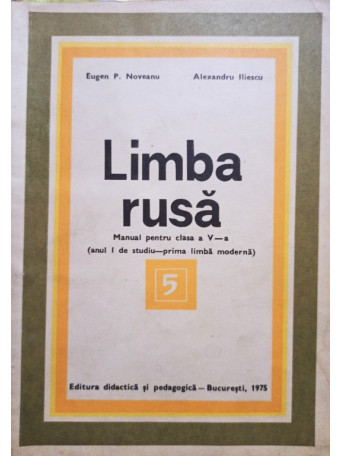 Eugen P. Noveanu Alexandru Iliescu
Limba
rusă
Manual pentru clasa a V—a
(anul I de studiu—prima limbă modernă)
5
Editura didactică și pedagogică — București, 1975